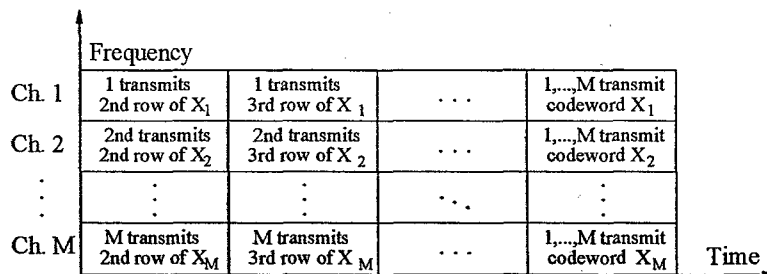 Frequency
Ch. 1
1 transmits
2nd row of X1
1 transmits
3rd row of X 1
. . .
1,...,M transmit
codeword X1
Ch. 2
2nd transmits
2nd row of X2
2nd transmits
3rd row of X 2
. . .
1,...,M transmit
codeword X2
Ch. M
M transmits
2nd row of XM
M transmits
3rd row of X M
. . .
1,...,M transmit
codeword XM
Time